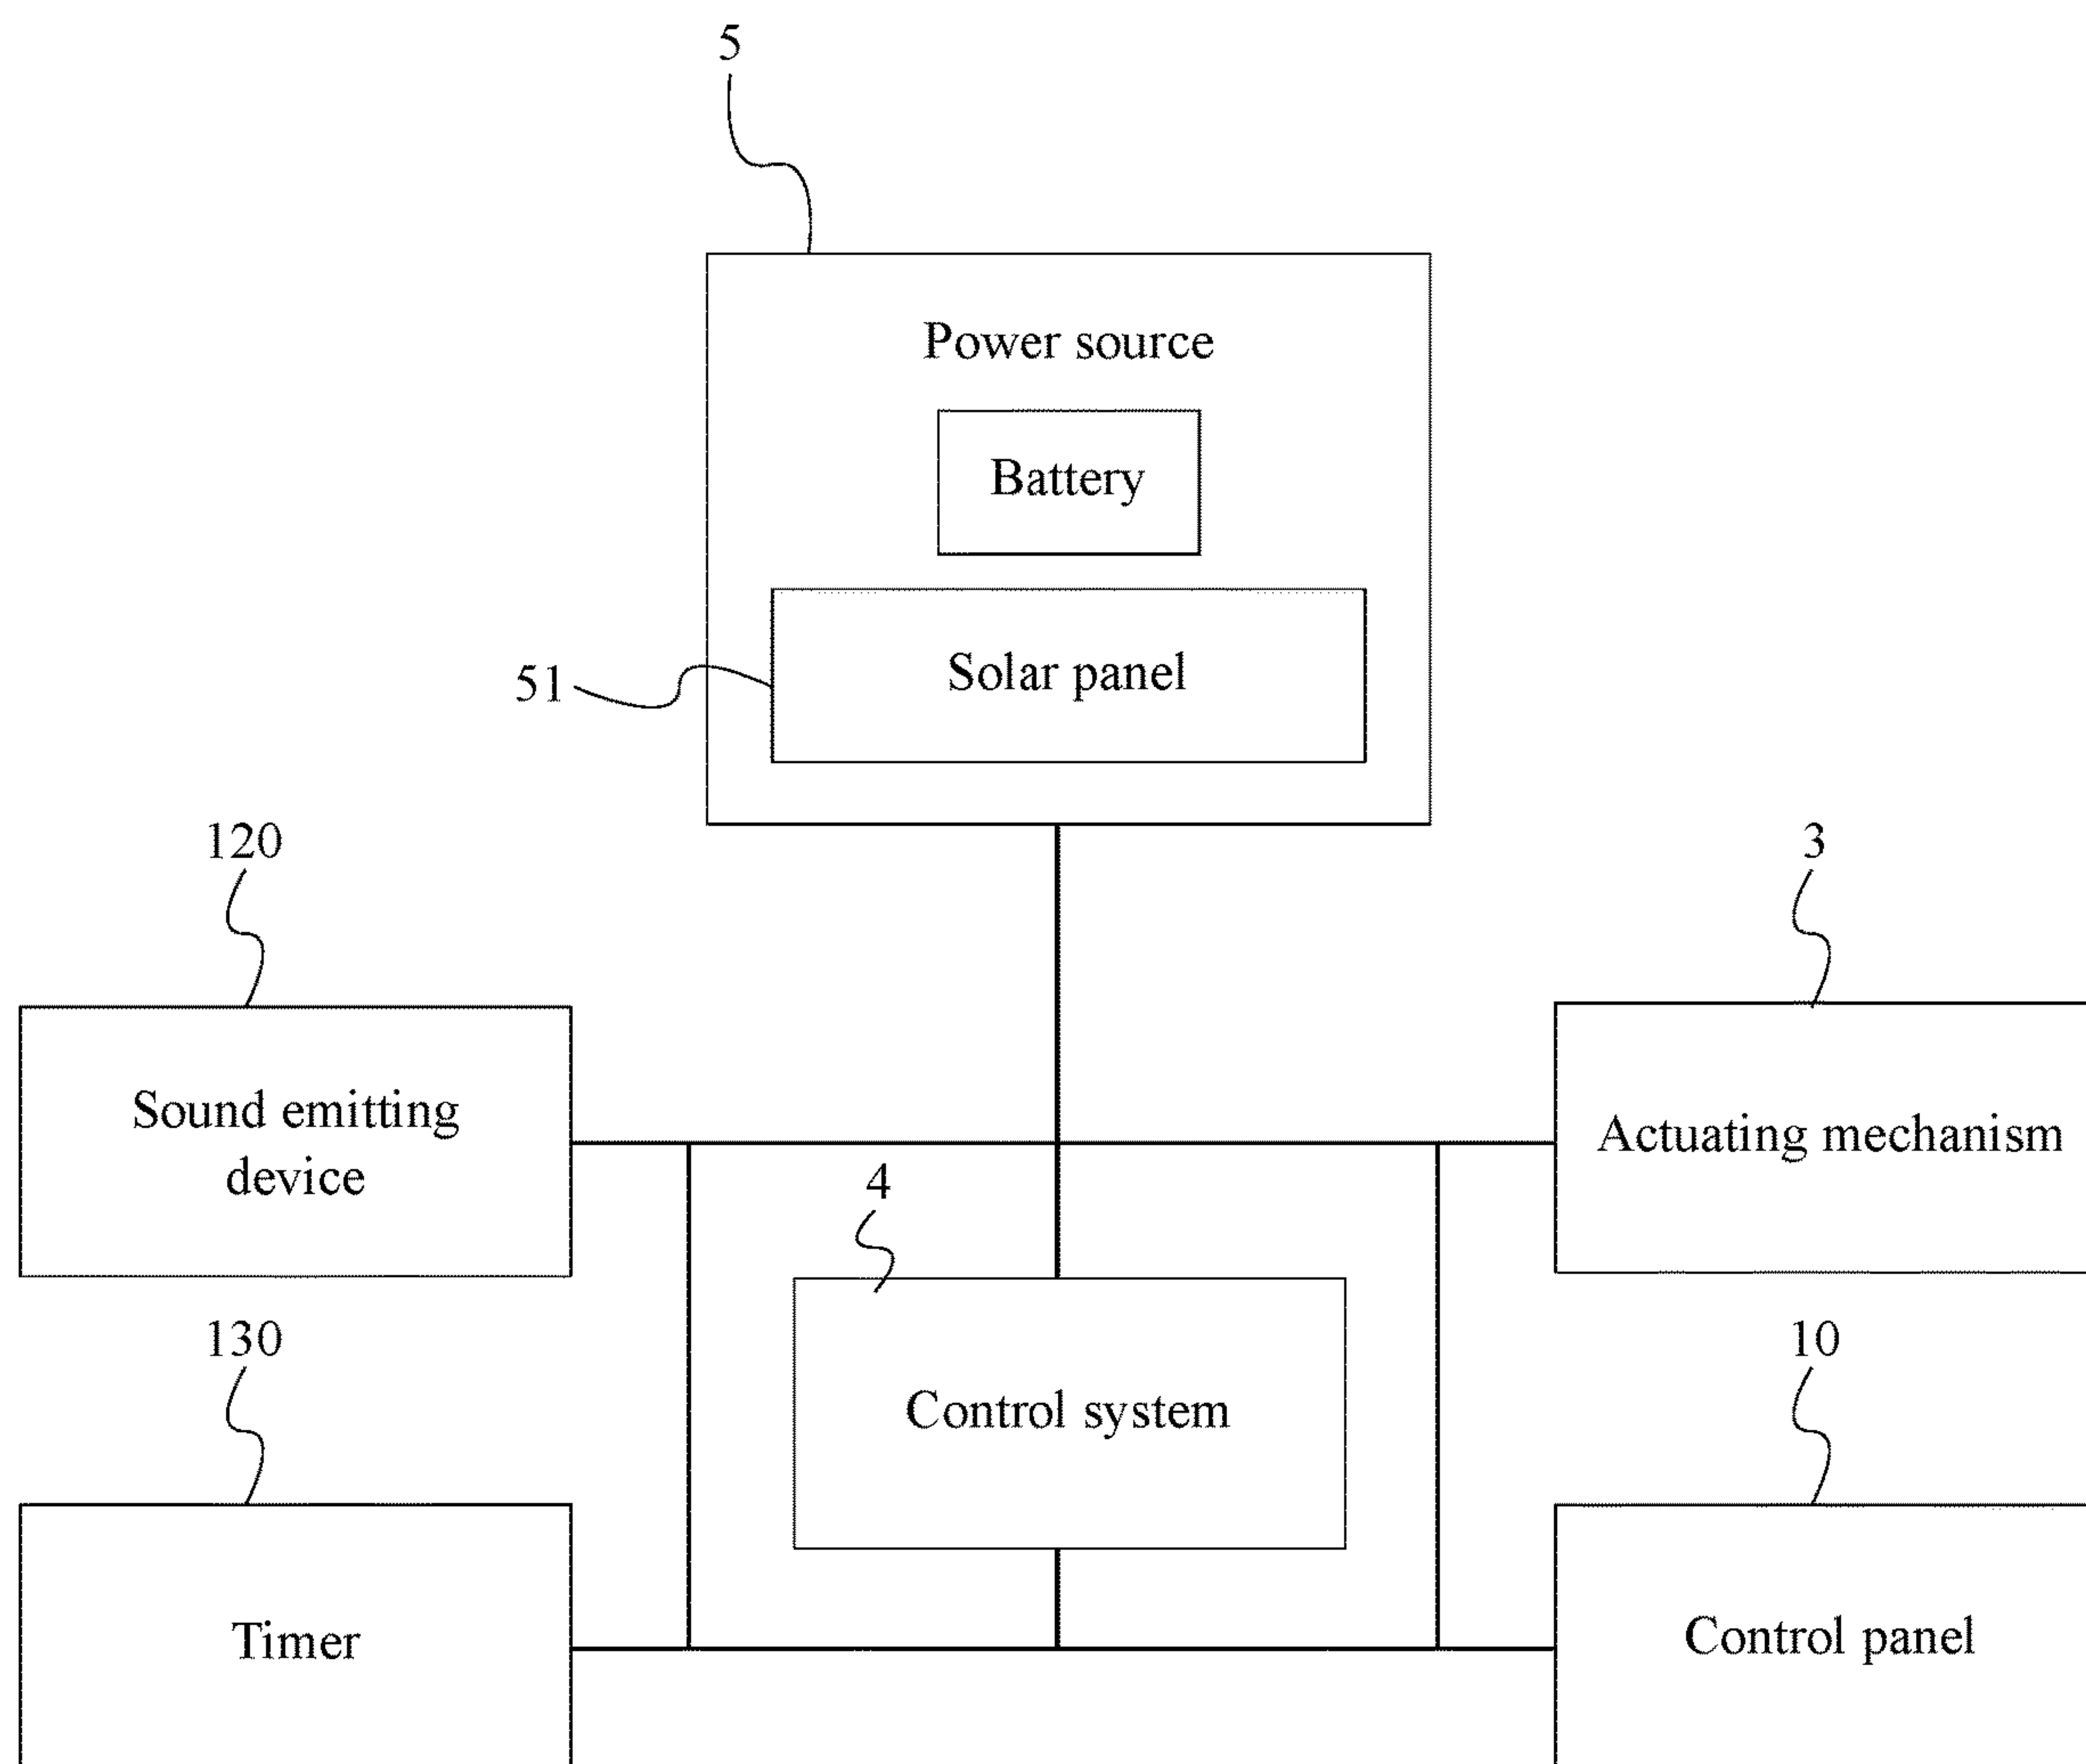 5
Power source
Battery
51
Solar panel
120
3
Sound emitting
device
Actuating mechanism
4
130
10
Control system
Timer
Control panel